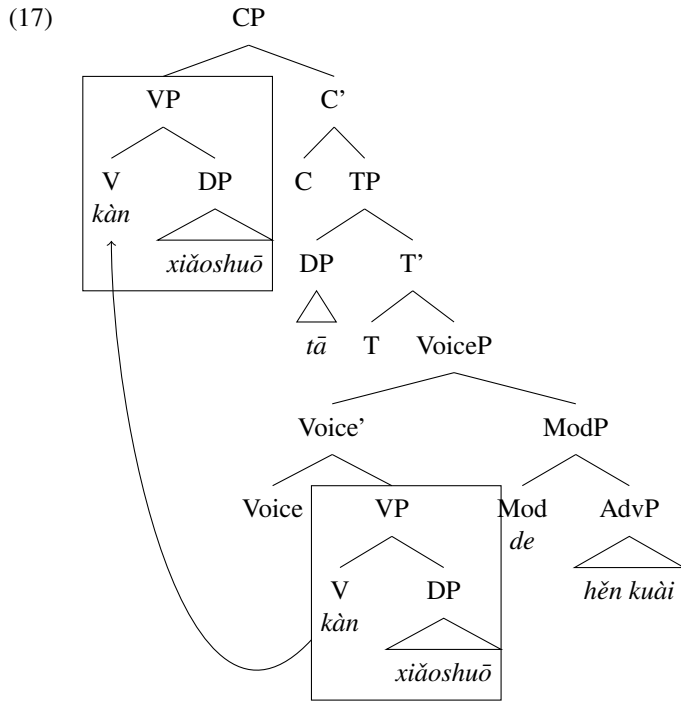 (17) CP
VP C’
V DP C TP
kàn
xiǎoshuō DP T’
tā T VoiceP
Voice’ ModP
Voice VP Mod AdvP
de
V DP hěn kuài
kàn
xiǎoshuō